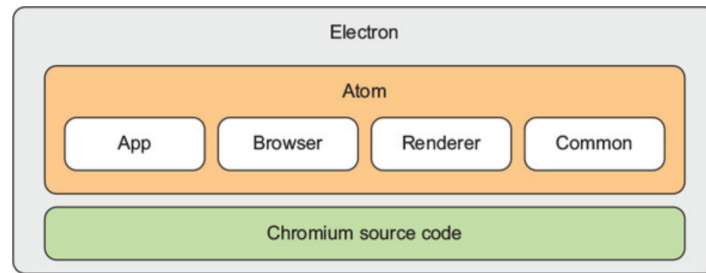 Electron
Atom
App
Browser
Renderer
Common
Chromium source code